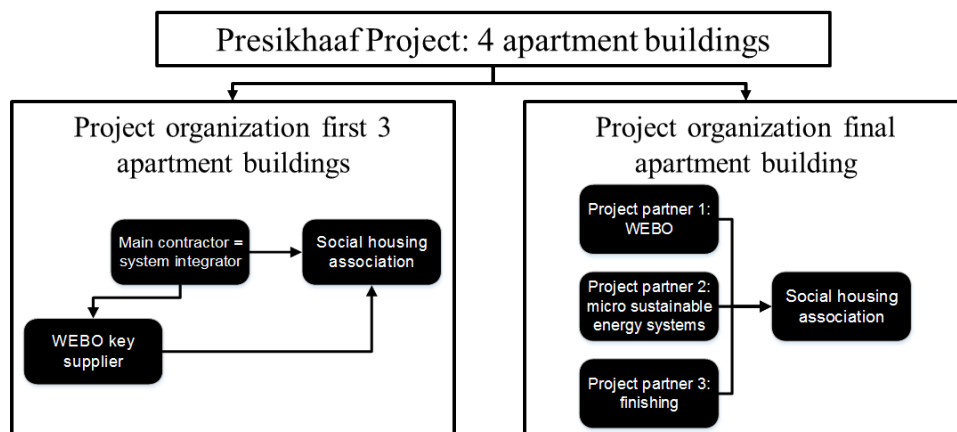 Presikhaaf Project: 4 apartment buildings
Project organization first 3
apartment buildings
Main contractor =
system integrator
Social housing
association
WEBO key
supplier
Project organization final
apartment building
Project partner 1:
WEBO
Project partner 2:
micro sustainable
energy systems
Social housing
association
Project partner 3:
finishing